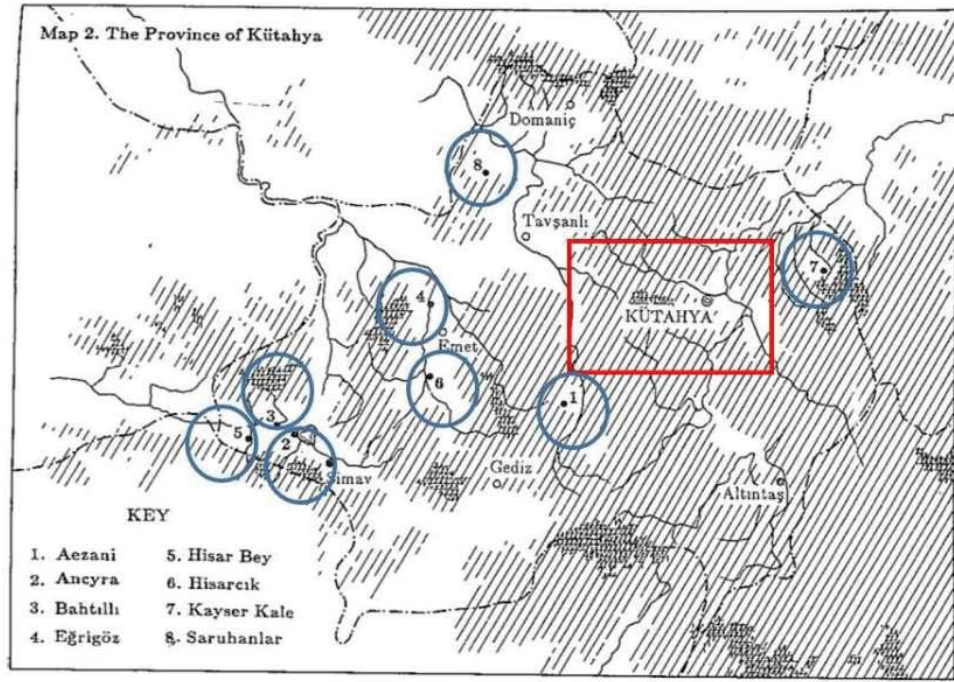 Map 2. The Province of Kütahya
Domaniç
8
Tavşanlı
7
4
KÜTAHYA
Emet
6
1
3
5
2
Simav
Gediz
Altıntaş
KEY
1. Aezani
2. Ancyra
3. Bahtıllı
4. Eğrigöz
5. Hisar Bey
6. Hisarcık
7. Kayser Kale
8. Saruhanlar